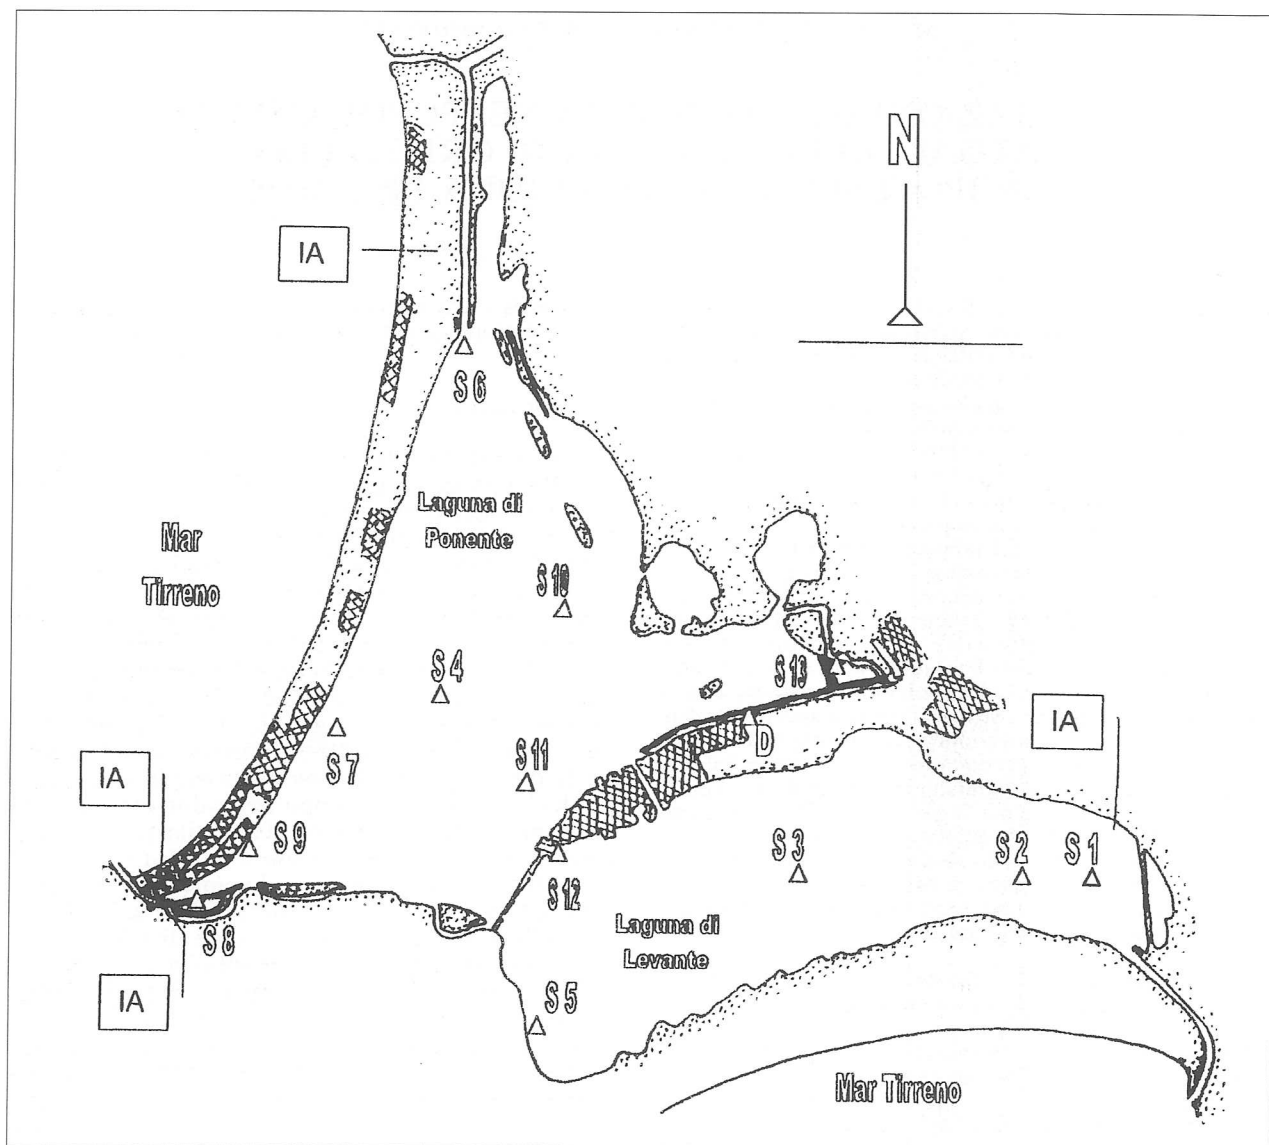 N
IA
S 6
Laguna di
Ponente
Mar
Tirreno
S 10
S 4
S 13
IA
D
S 7
S 11
IA
S 9
S 3
S 2
S 1
S 12
S 8
Laguna di
Levante
IA
S 5
Mar Tirreno